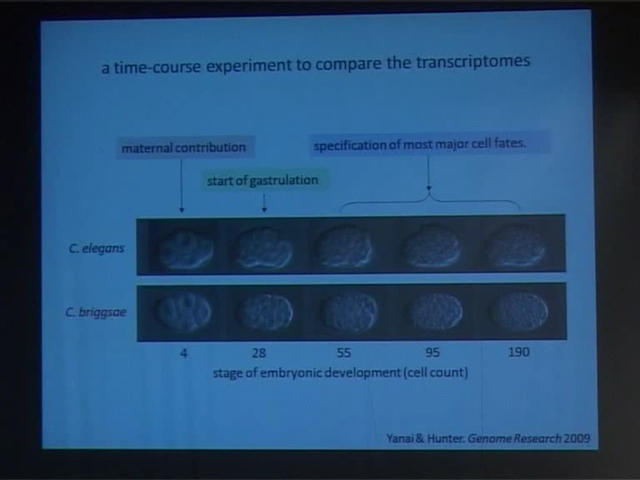 a time-course experiment to compare the transcriptomes
maternal contribution
specification of most major cell fates.
start of gastrulation
C. elegans
C. briggsae
4 28 55 95 190
stage of embryonic development (cell count)
Yanai & Hunter. Genome Research 2009